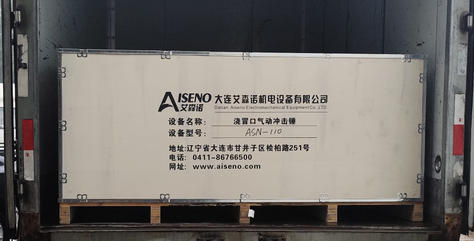 AISENO 大连艾森诺机电设备有限公司
艾森诺 Dalian Aiseno Electromechanical Equipment Co.,LTD.
设备名称： 浇冒口气动冲击锤
设备型号： ASN-110
地址:辽宁省大连市甘井子区桧柏路251号
电话: 0411-86766500
网址: www.aiseno.com